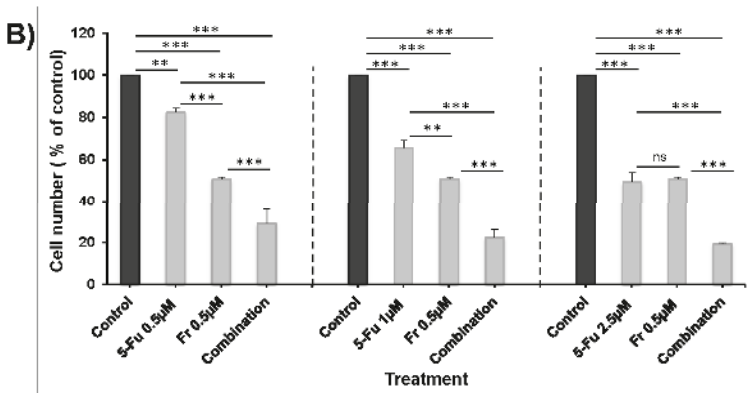 B)
Cell number ( % of control)
120
100
80
60
40
20
0
***
***
**
***
***
***
***
***
***
***
**
***
***
***
***
***
ns
***
Control
5-Fu 0.5µM
Fr 0.5µM
Combination
Control
5-Fu 1µM
Fr 0.5µM
Combination
Control
5-Fu 2.5µM
Fr 0.5µM
Combination
Treatment